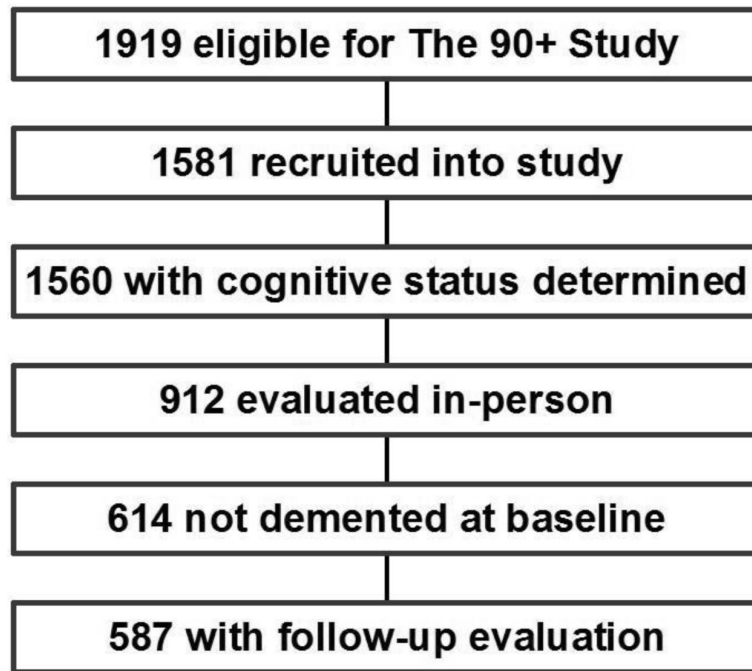 1919 eligible for The 90+ Study
1581 recruited into study
1560 with cognitive status determined
912 evaluated in-person
614 not demented at baseline
587 with follow-up evaluation